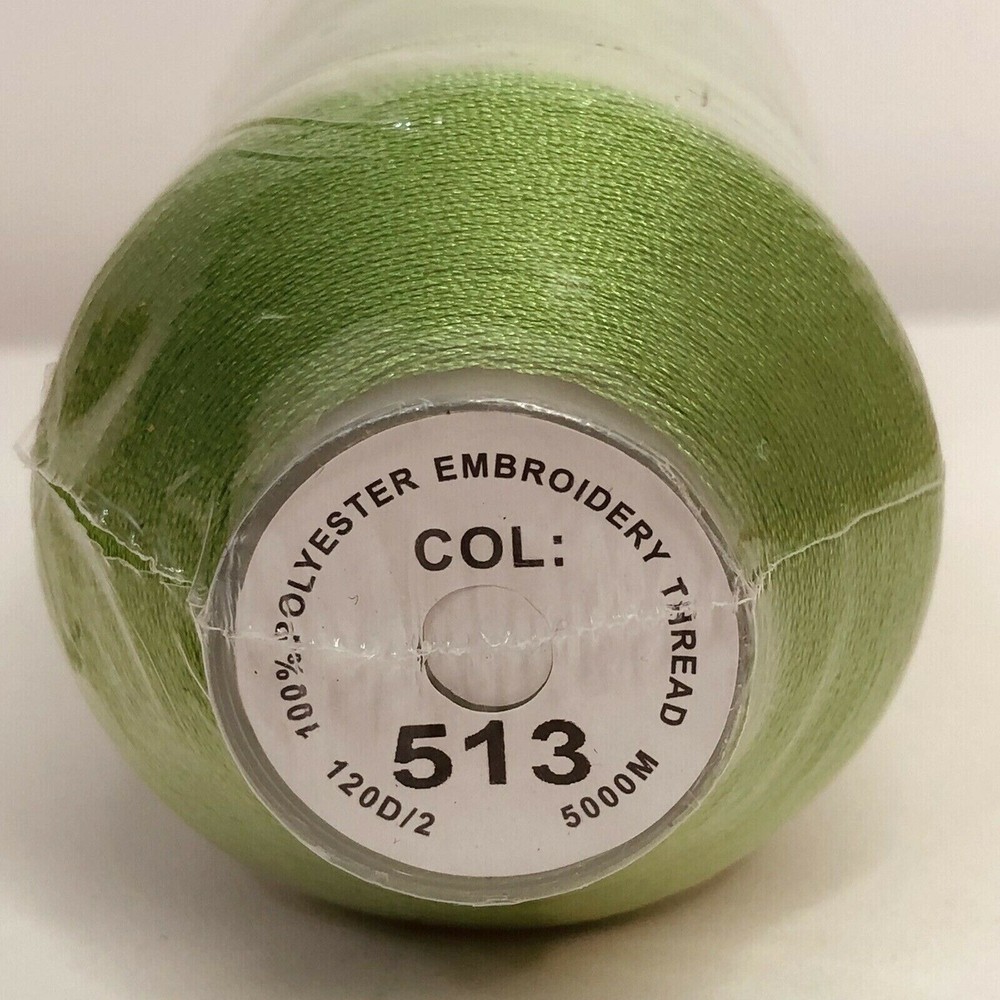 100% POLYESTER EMBROIDERY THREAD
COL:
513
120D/2
5000M